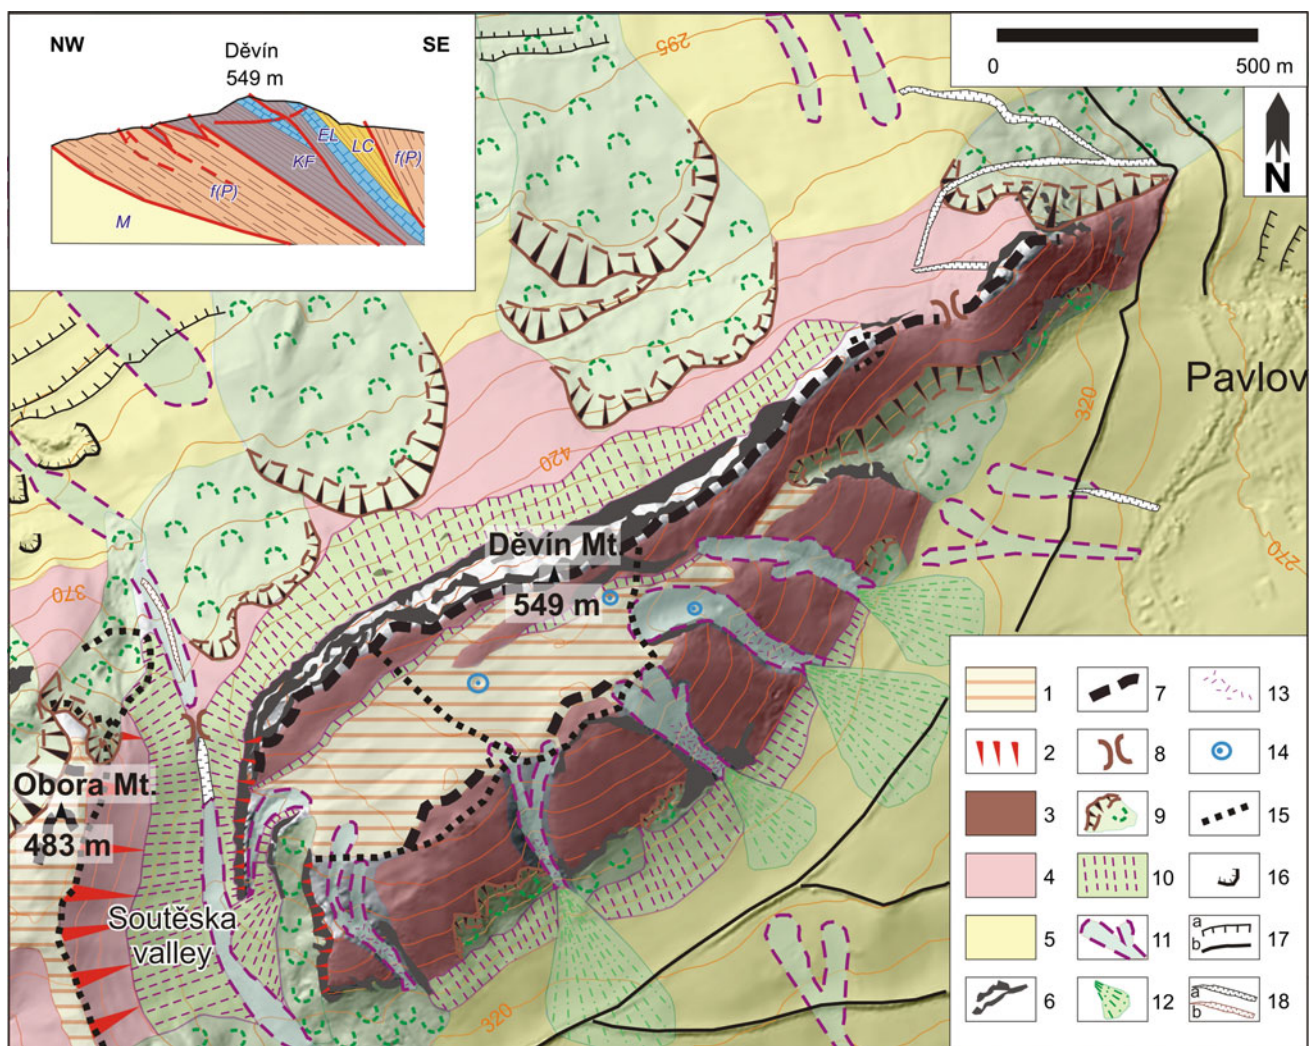 NW
SE
Děvín
549 m
EL
LC
KF
f(P)
f(P)
M
295
0
500 m
N
Pavlov
320
420
270
370
Děvín Mt.
549 m
Obora Mt.
483 m
Soutěska
valley
320
1
7
13
2
8
14
3
9
15
4
10
16
5
11
a
b
17
6
12
a
b
18